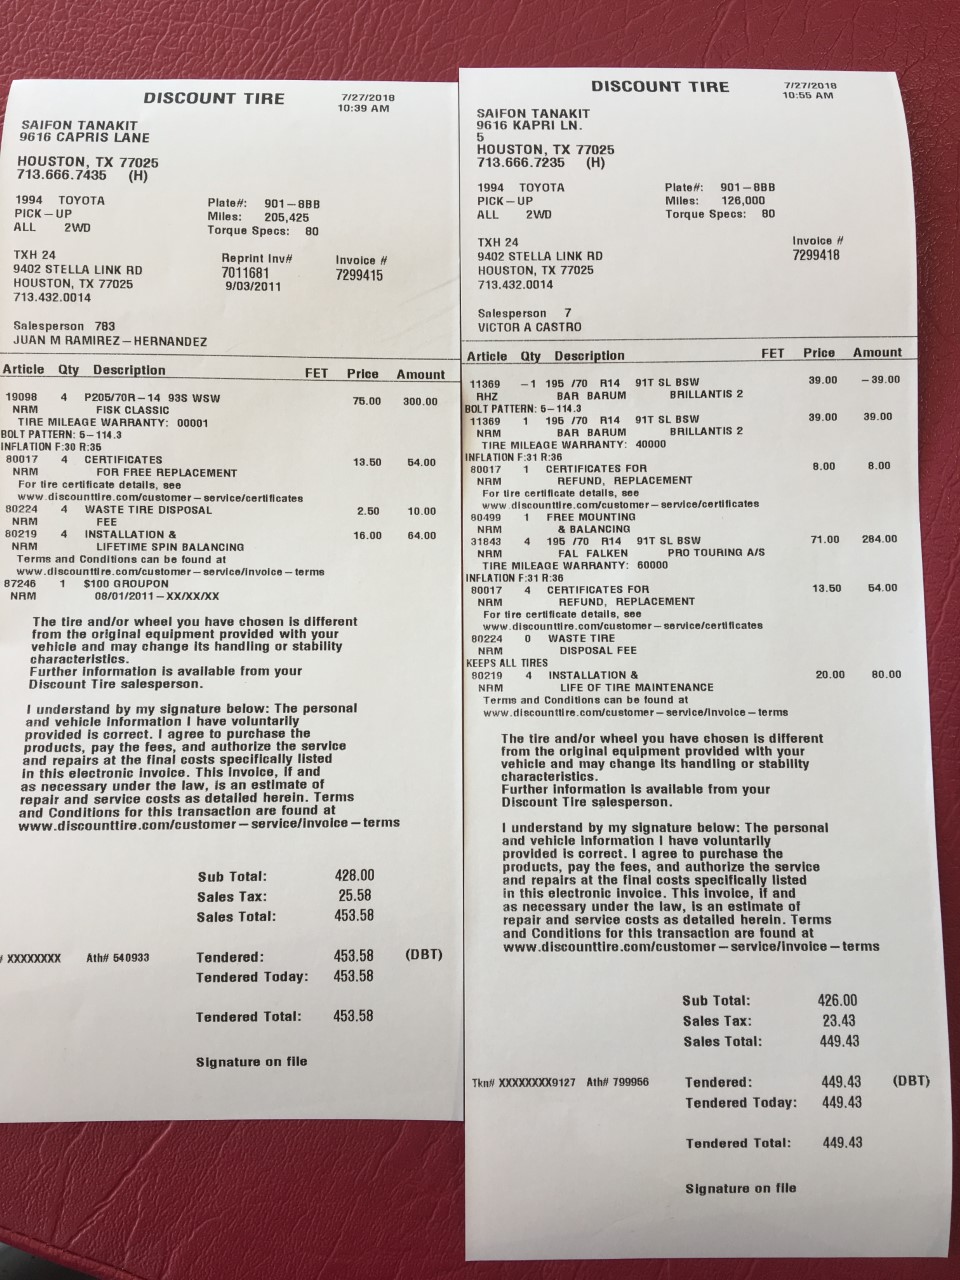 DISCOUNT TIRE
7/27/2018
10:39 AM
SAIFON TANAKIT
9616 CAPRIS LANE
HOUSTON, TX 77025
713.666.7435 (H)
1994 TOYOTA
PICK-UP
ALL 2WD
Plate#: 901-8BB
Miles: 205,425
Torque Specs: 80
TXH 24
9402 STELLA LINK RD
HOUSTON, TX 77025
713.432.0014
Reprint Inv# Invoice #
7011681 7299415
9/03/2011
Salesperson 783
JUAN M RAMIREZ-HERNANDEZ
Article Qty Description FET Price Amount
19098 4 P205/70R-14 93S WSW 75.00 300.00
NRM FISK CLASSIC
TIRE MILEAGE WARRANTY: 00001
BOLT PATTERN: 5-114.3
INFLATION F:30 R:35
80017 4 CERTIFICATES 13.50 54.00
NRM FOR FREE REPLACEMENT
For tire certificate details, see
www.discounttire.com/customer-service/certificates
80224 4 WASTE TIRE DISPOSAL 2.50 10.00
NRM FEE
80219 4 INSTALLATION & 16.00 64.00
NRM LIFETIME SPIN BALANCING
Terms and Conditions can be found at
www.discounttire.com/customer-service/invoice-terms
87246 1 $100 GROUPON
NRM 08/01/2011-XX/XX/XX
The tire and/or wheel you have chosen is different
from the original equipment provided with your
vehicle and may change its handling or stability
characteristics.
Further information is available from your
Discount Tire salesperson.
I understand by my signature below: The personal
and vehicle information I have voluntarily
provided is correct. I agree to purchase the
products, pay the fees, and authorize the service
and repairs at the final costs specifically listed
in this electronic invoice. This invoice, if and
as necessary under the law, is an estimate of
repair and service costs as detailed herein. Terms
and Conditions for this transaction are found at
www.discounttire.com/customer-service/invoice-terms
Sub Total: 428.00
Sales Tax: 25.58
Sales Total: 453.58
# XXXXXXXX Ath# 540933 Tendered: 453.58 (DBT)
Tendered Today: 453.58
Tendered Total: 453.58
Signature on file
DISCOUNT TIRE
7/27/2018
10:55 AM
SAIFON TANAKIT
9616 KAPRI LN.
5
HOUSTON, TX 77025
713.666.7235 (H)
1994 TOYOTA
PICK-UP
ALL 2WD
Plate#: 901-8BB
Miles: 126,000
Torque Specs: 80
TXH 24
9402 STELLA LINK RD
HOUSTON, TX 77025
713.432.0014
Invoice #
7299418
Salesperson 7
VICTOR A CASTRO
Article Qty Description FET Price Amount
11369 -1 195 /70 R14 91T SL BSW 39.00 -39.00
RHZ BAR BARUM BRILLANTIS 2
BOLT PATTERN: 5-114.3
11369 1 195 /70 R14 91T SL BSW 39.00 39.00
NRM BAR BARUM BRILLANTIS 2
TIRE MILEAGE WARRANTY: 40000
INFLATION F:31 R:36
80017 1 CERTIFICATES FOR 8.00 8.00
NRM REFUND, REPLACEMENT
For tire certificate details, see
www.discounttire.com/customer-service/certificates
80499 1 FREE MOUNTING
NRM & BALANCING
31843 4 195 /70 R14 91T SL BSW 71.00 284.00
NRM FAL FALKEN PRO TOURING A/S
TIRE MILEAGE WARRANTY: 60000
INFLATION F:31 R:36
80017 4 CERTIFICATES FOR 13.50 54.00
NRM REFUND, REPLACEMENT
For tire certificate details, see
www.discounttire.com/customer-service/certificates
80224 0 WASTE TIRE
NRM DISPOSAL FEE
KEEPS ALL TIRES
80219 4 INSTALLATION & 20.00 80.00
NRM LIFE OF TIRE MAINTENANCE
Terms and Conditions can be found at
www.discounttire.com/customer-service/invoice-terms
The tire and/or wheel you have chosen is different
from the original equipment provided with your
vehicle and may change its handling or stability
characteristics.
Further information is available from your
Discount Tire salesperson.
I understand by my signature below: The personal
and vehicle information I have voluntarily
provided is correct. I agree to purchase the
products, pay the fees, and authorize the service
and repairs at the final costs specifically listed
in this electronic invoice. This invoice, if and
as necessary under the law, is an estimate of
repair and service costs as detailed herein. Terms
and Conditions for this transaction are found at
www.discounttire.com/customer-service/invoice-terms
Sub Total: 426.00
Sales Tax: 23.43
Sales Total: 449.43
Tkn# XXXXXXXX9127 Ath# 799956 Tendered: 449.43 (DBT)
Tendered Today: 449.43
Tendered Total: 449.43
Signature on file